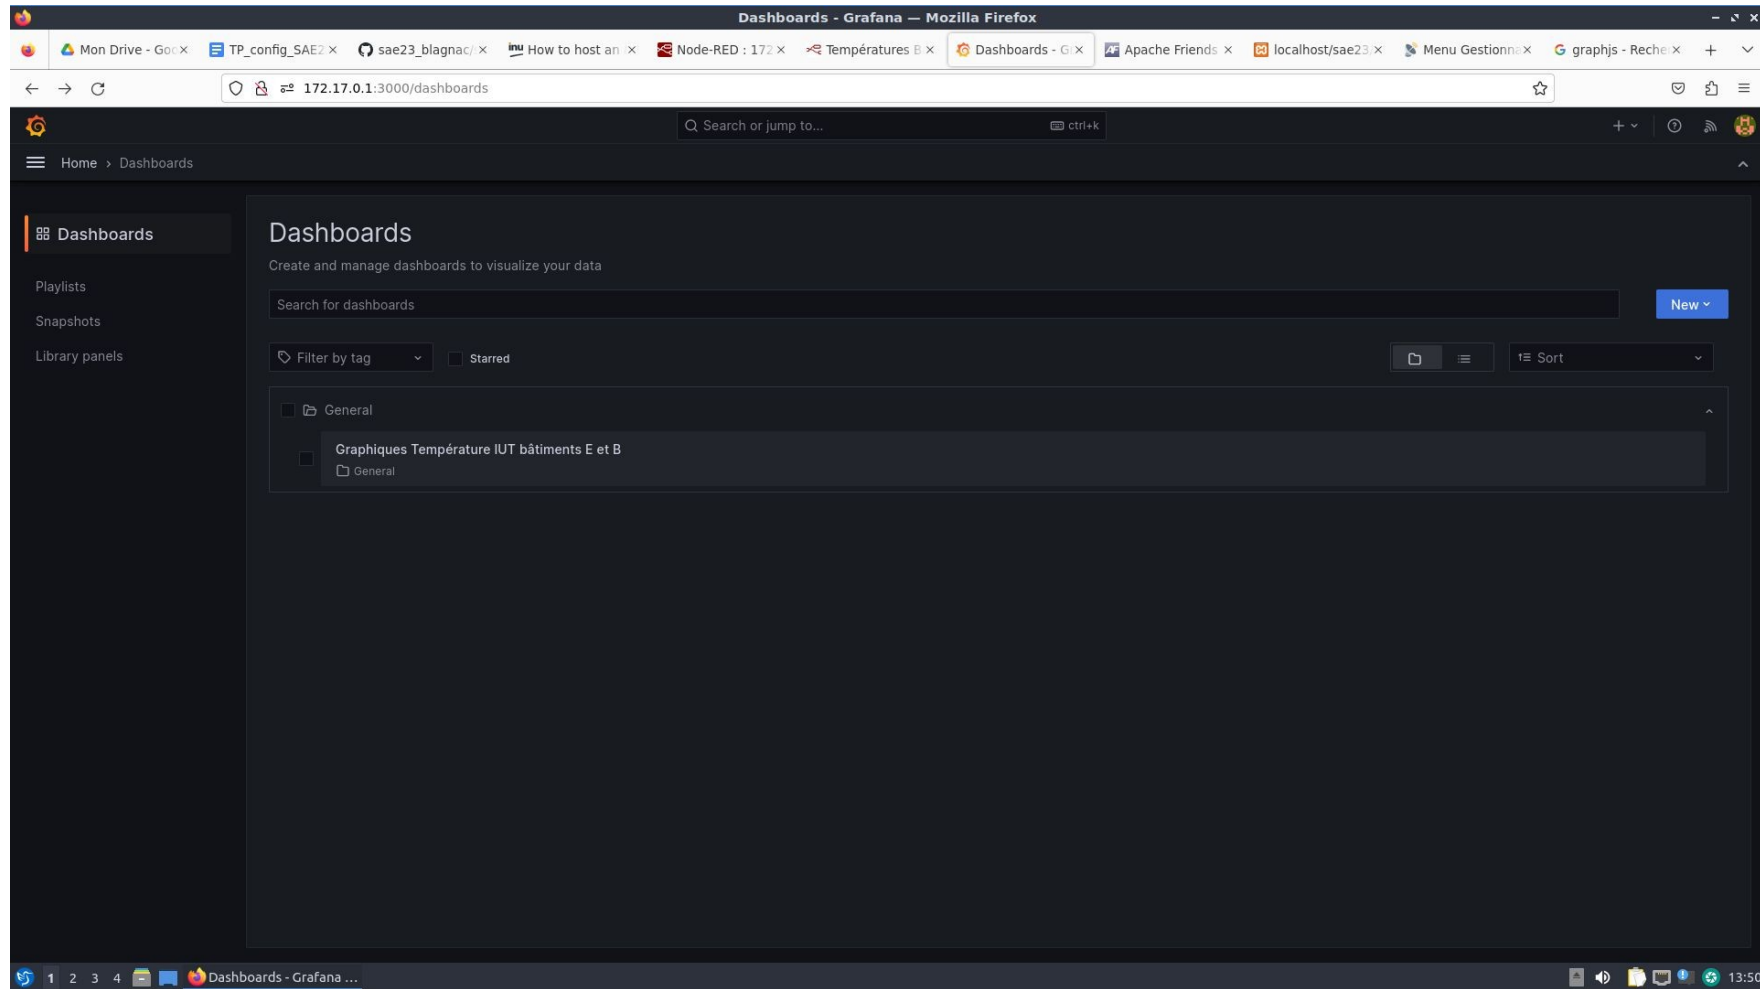 Dashboards - Grafana — Mozilla Firefox
Mon Drive - Goo TP_config_SAE2 sae23_blagnac/ How to host an Node-RED : 172 Températures B Dashboards - G Apache Friends localhost/sae23 Menu Gestionna graphjs - Recher
172.17.0.1:3000/dashboards
Search or jump to... ctrl+k
Home › Dashboards
Dashboards
Playlists
Snapshots
Library panels
Dashboards
Create and manage dashboards to visualize your data
Search for dashboards
New
Filter by tag
Starred
Sort
General
Graphiques Température IUT bâtiments E et B
General
1 2 3 4 Dashboards - Grafana ... 13:50